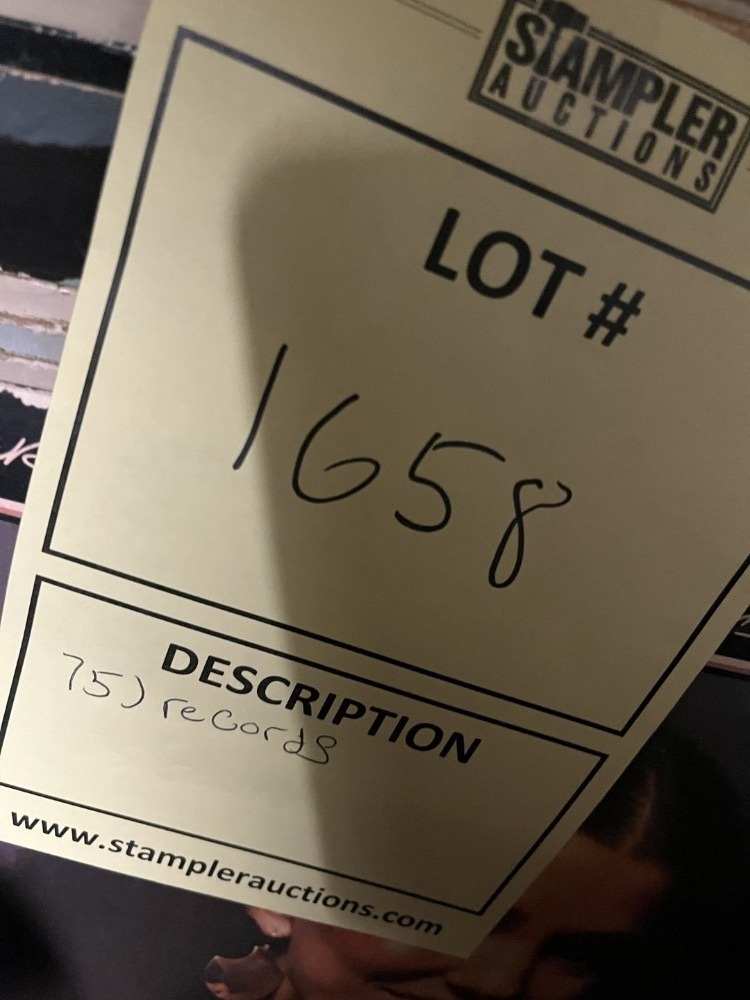 STAMPLER
AUCTIONS
LOT #
1658
DESCRIPTION
75) records
www.stamplerauctions.com